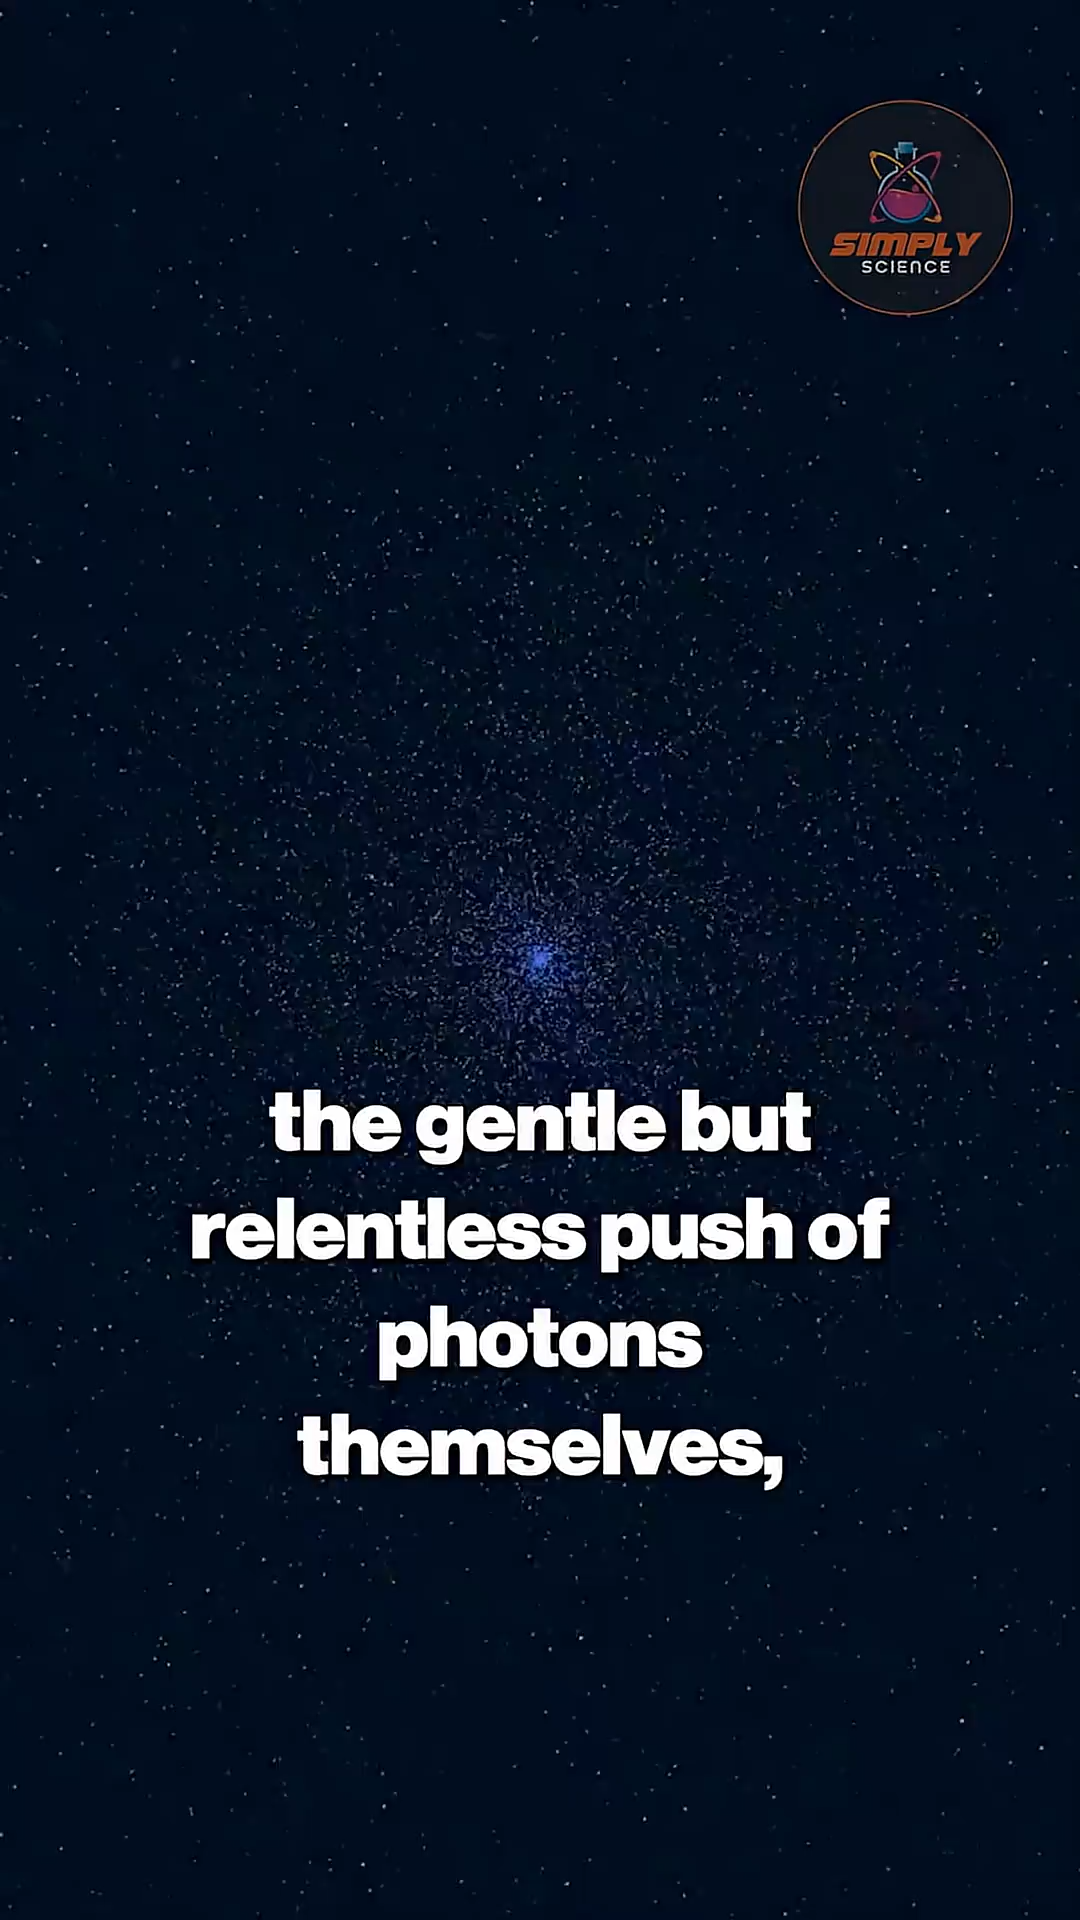 SIMPLY
SCIENCE
the gentle but
relentless push of
photons
themselves,